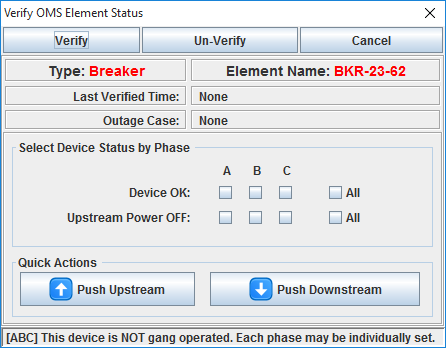 Verify OMS Element Status
Verify Un-Verify Cancel
Type: Breaker Element Name: BKR-23-62
Last Verified Time: None
Outage Case: None
Select Device Status by Phase
A B C
Device OK: All
Upstream Power OFF: All
Quick Actions
Push Upstream Push Downstream
[ABC] This device is NOT gang operated. Each phase may be individually set.